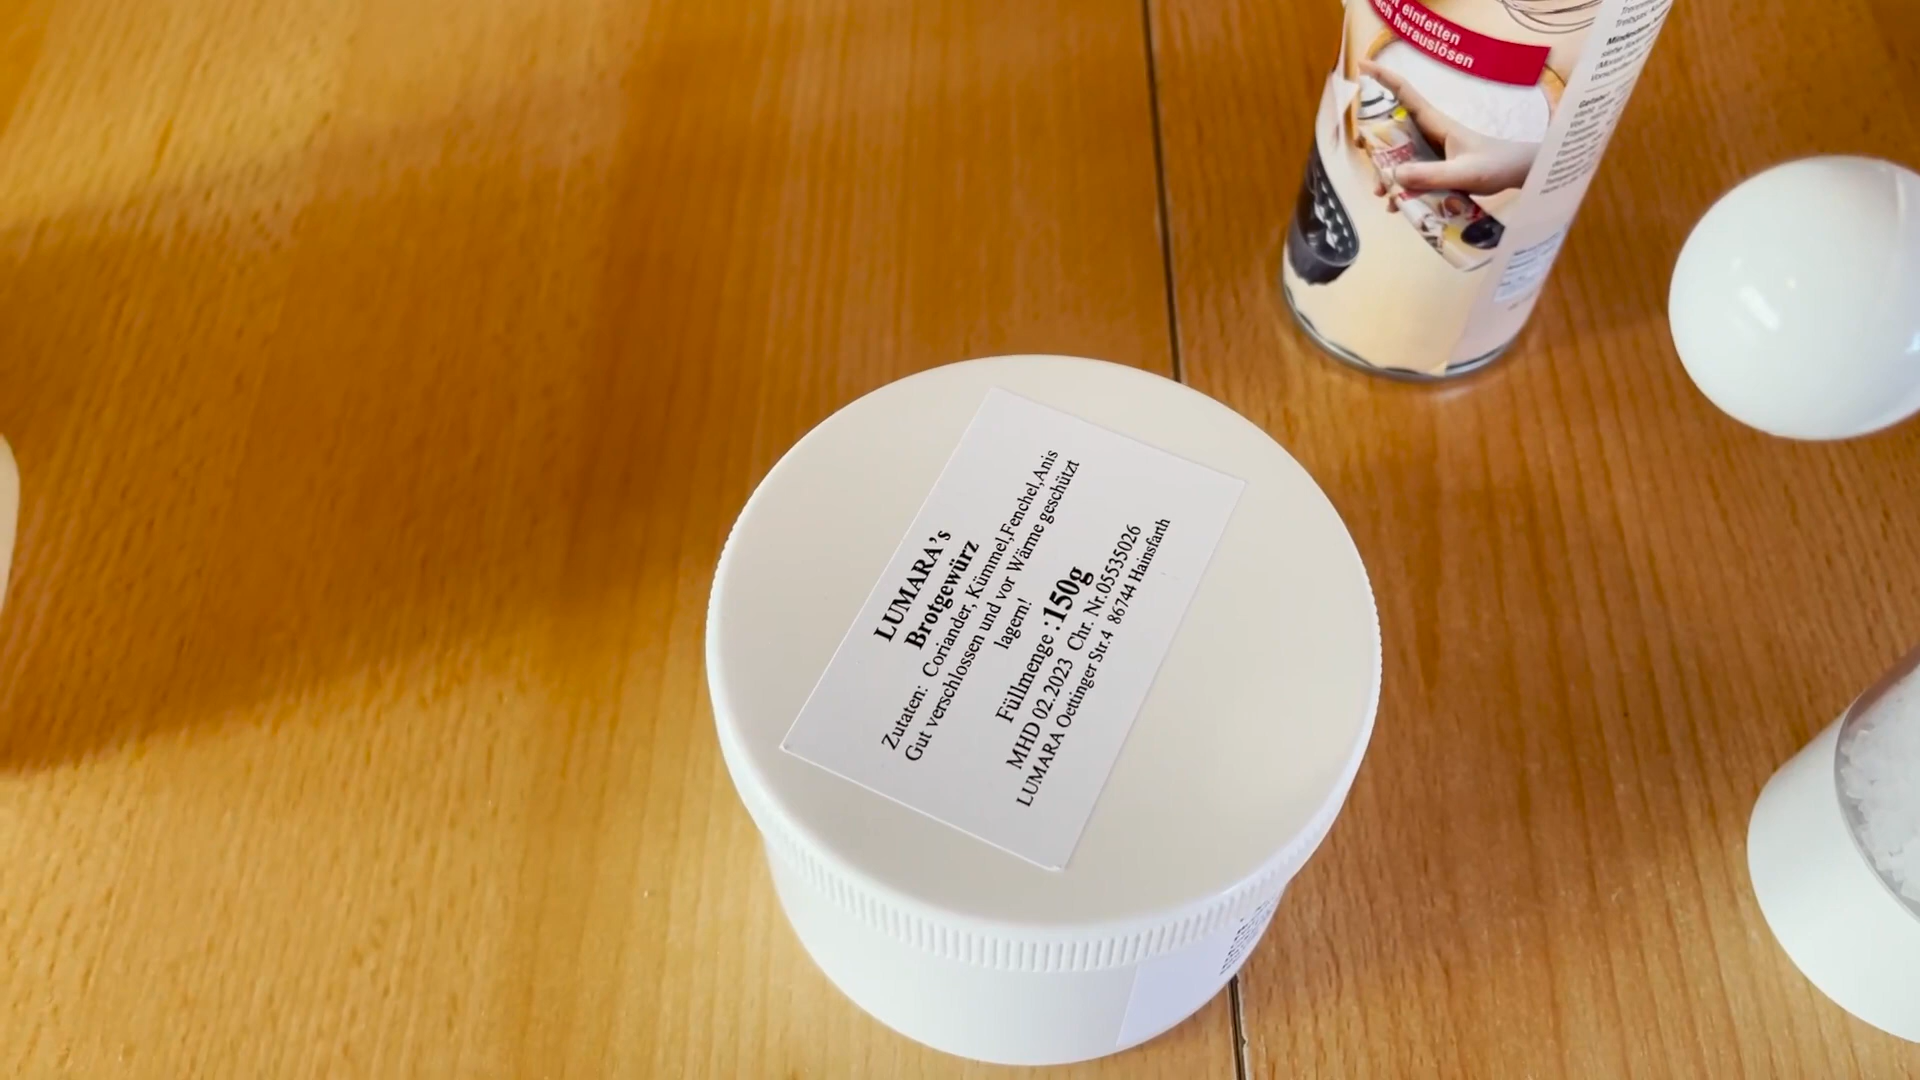 einfetten
herauslösen
LUMARA's
Brotgewürz
Zutaten: Coriander, Kümmel,Fenchel,Anis
Gut verschlossen und vor Wärme geschützt
lagern!
Füllmenge :150g
MHD 02.2023 Chr. Nr.05535026
LUMARA Oettinger Str.4 86744 Hainsfarth